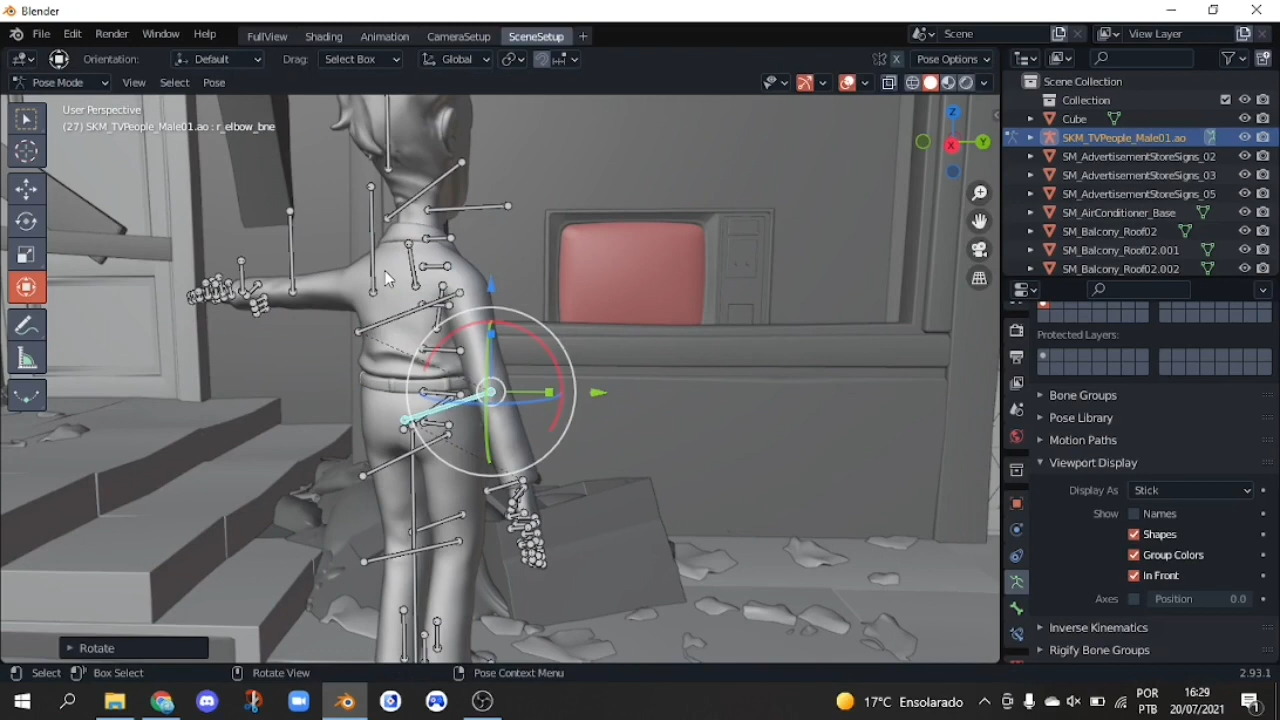 Blender
File Edit Render Window Help FullView Shading Animation CameraSetup SceneSetup + Scene View Layer
Orientation: Default Drag: Select Box Global X Pose Options
Pose Mode View Select Pose
User Perspective
(27) SKM_TVPeople_Male01.ao : r_elbow_bne
Z
X Y
Scene Collection
Collection
Cube
SKM_TVPeople_Male01.ao
SM_AdvertisementStoreSigns_02
SM_AdvertisementStoreSigns_03
SM_AdvertisementStoreSigns_05
SM_AirConditioner_Base
SM_Balcony_Roof02
SM_Balcony_Roof02.001
SM_Balcony_Roof02.002
Protected Layers:
Bone Groups
Pose Library
Motion Paths
Viewport Display
Display As Stick
Show Names
Shapes
Group Colors
In Front
Axes Position 0.0
Inverse Kinematics
Rigify Bone Groups
Rotate
Select Box Select Rotate View Pose Context Menu 2.93.1
17°C Ensolarado POR 16:29
PTB 20/07/2021 1